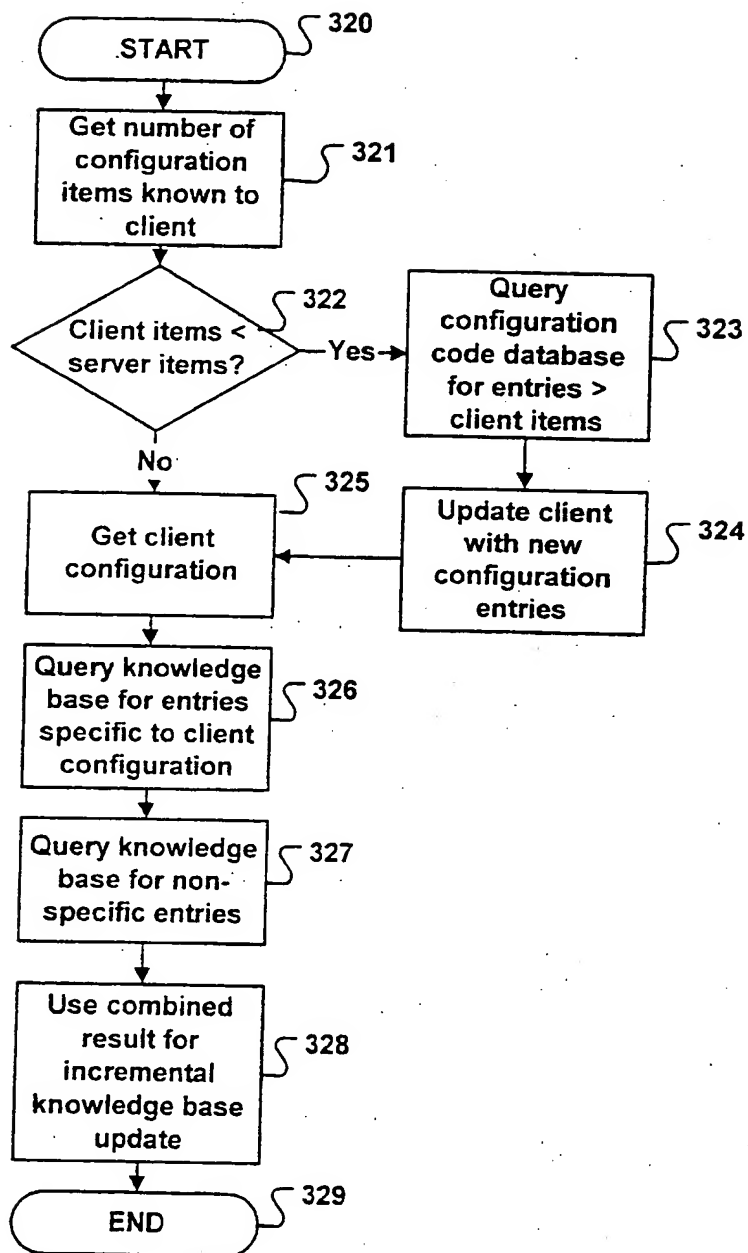 START
320
Get number of
configuration
items known to
client
321
Client items <
server items?
322
Yes
No
Query
configuration
code database
for entries >
client items
323
Update client
with new
configuration
entries
324
Get client
configuration
325
Query knowledge
base for entries
specific to client
configuration
326
Query knowledge
base for non-
specific entries
327
Use combined
result for
incremental
knowledge base
update
328
END
329